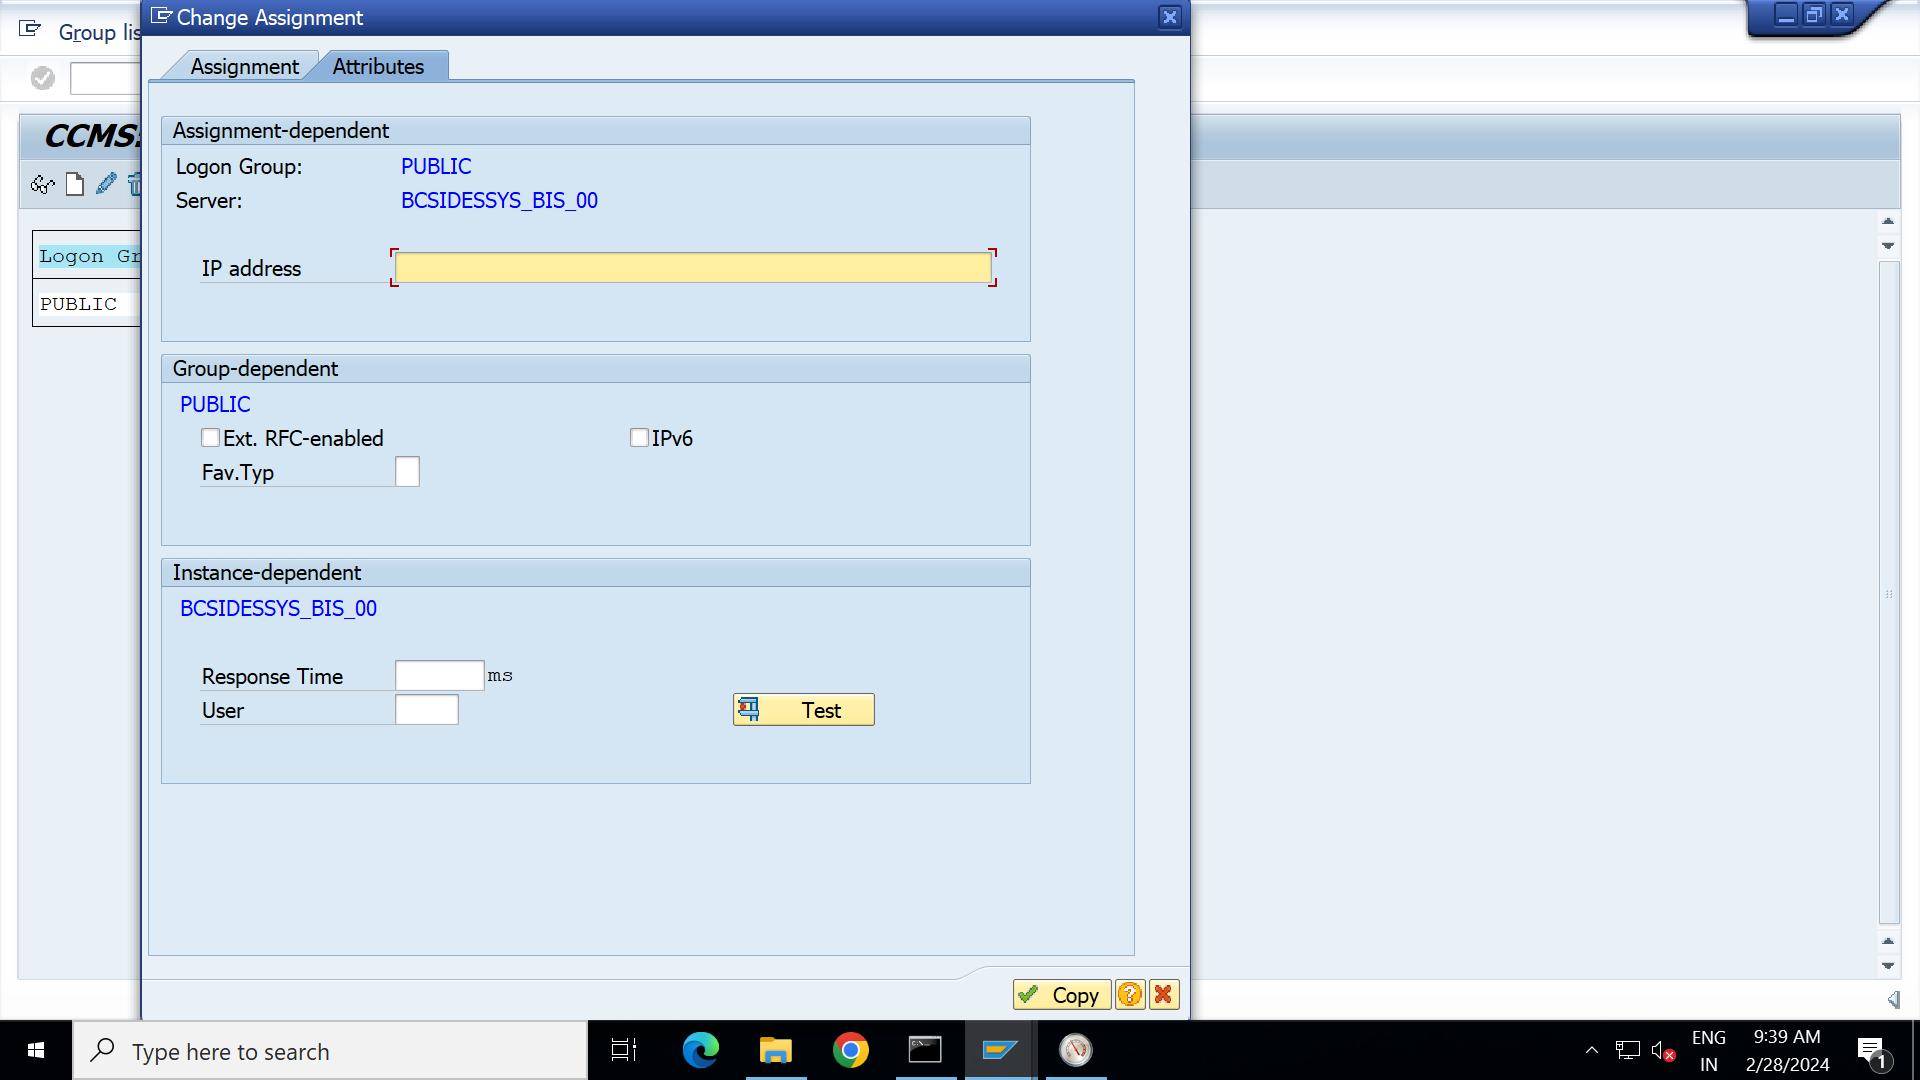 Group lis
Change Assignment
Assignment
Attributes
CCMS:
Assignment-dependent
Logon Group: PUBLIC
Server: BCSIDESSYS_BIS_00
Logon Gr
IP address
PUBLIC
Group-dependent
PUBLIC
Ext. RFC-enabled
IPv6
Fav.Typ
Instance-dependent
BCSIDESSYS_BIS_00
Response Time ms
User
Test
Copy
Type here to search
ENG
IN
9:39 AM
2/28/2024
1